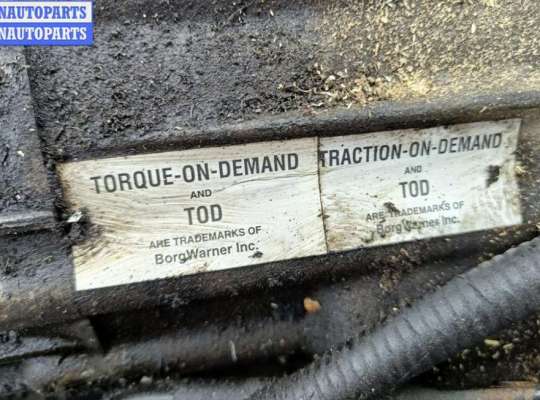 NAUTOPARTS
NAUTOPARTS
TORQUE-ON-DEMAND
AND
TOD
ARE TRADEMARKS OF
BorgWarner Inc.
TRACTION-ON-DEMAND
AND
TOD
ARE TRADEMARKS OF
BorgWarner Inc.